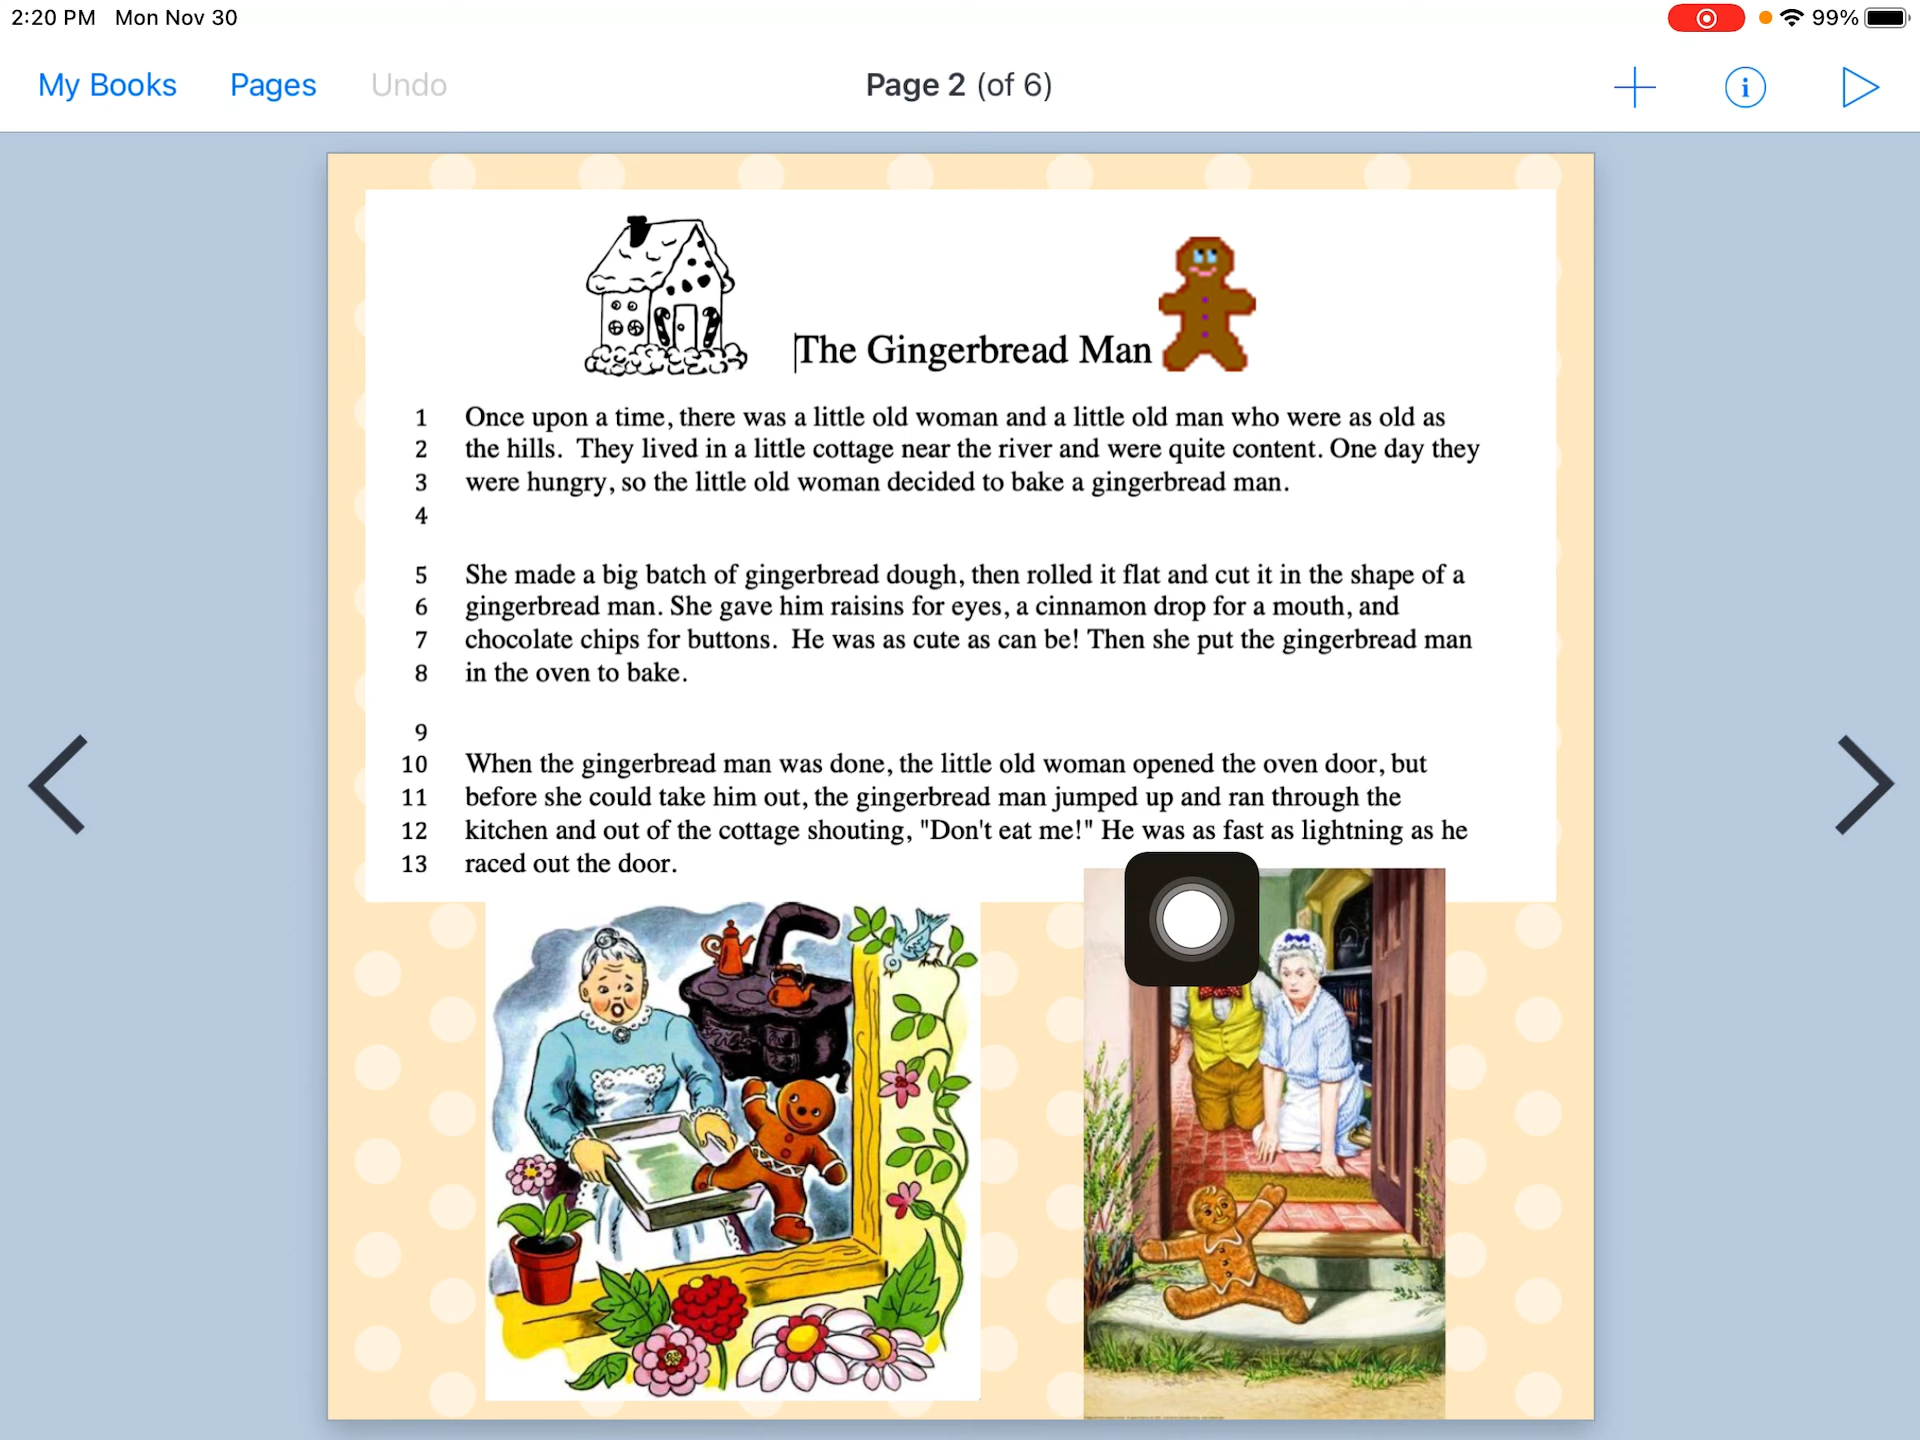 2:20 PM Mon Nov 30
99%
My Books Pages Undo
Page 2 (of 6)
The Gingerbread Man
1 Once upon a time, there was a little old woman and a little old man who were as old as
2 the hills.  They lived in a little cottage near the river and were quite content. One day they
3 were hungry, so the little old woman decided to bake a gingerbread man.
4
5 She made a big batch of gingerbread dough, then rolled it flat and cut it in the shape of a
6 gingerbread man. She gave him raisins for eyes, a cinnamon drop for a mouth, and
7 chocolate chips for buttons.  He was as cute as can be! Then she put the gingerbread man
8 in the oven to bake.
9
10 When the gingerbread man was done, the little old woman opened the oven door, but
11 before she could take him out, the gingerbread man jumped up and ran through the
12 kitchen and out of the cottage shouting, "Don't eat me!" He was as fast as lightning as he
13 raced out the door.